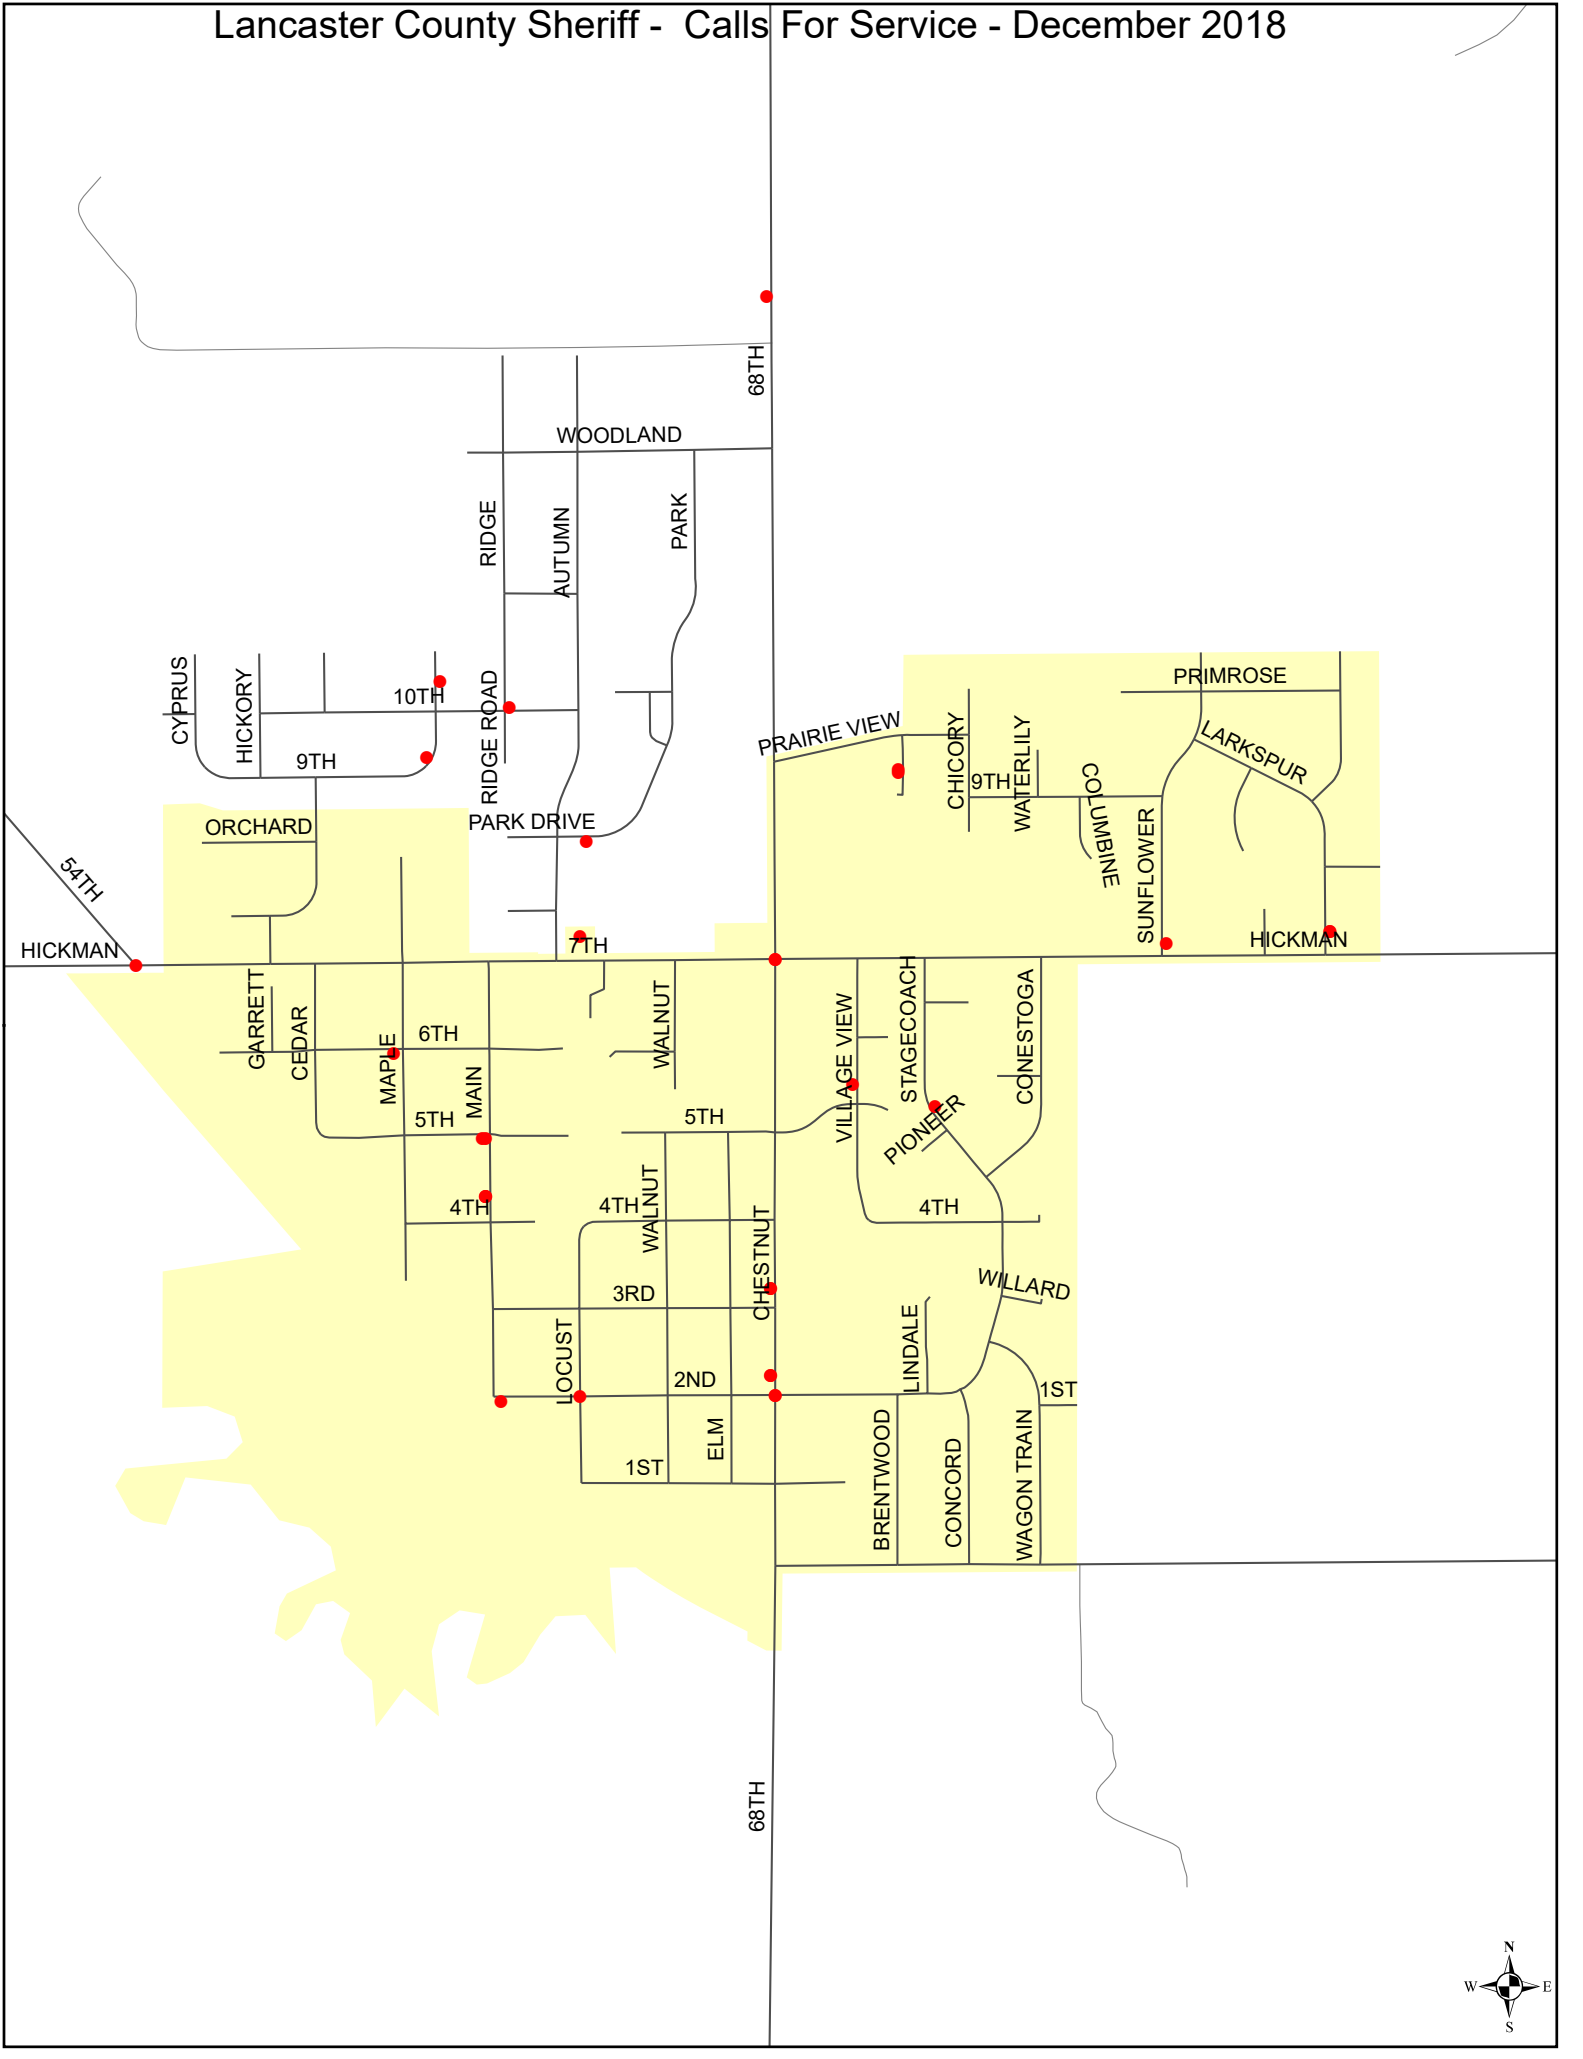 Lancaster County Sheriff -  Calls For Service - December 2018
68TH
WOODLAND
RIDGE
AUTUMN
PARK
CYPRUS
HICKORY
10TH
RIDGE ROAD
9TH
PRIMROSE
PRAIRIE VIEW
LARKSPUR
CHICORY
9TH
WATERLILY
COLUMBINE
SUNFLOWER
ORCHARD
PARK DRIVE
54TH
HICKMAN
7TH
HICKMAN
GARRETT
CEDAR
MAPLE
6TH
MAIN
WALNUT
VILLAGE VIEW
STAGECOACH
CONESTOGA
5TH
5TH
PIONEER
4TH
4TH
WALNUT
CHESTNUT
4TH
3RD
WILLARD
LOCUST
2ND
LINDALE
1ST
ELM
1ST
BRENTWOOD
CONCORD
WAGON TRAIN
68TH
N
W
E
S